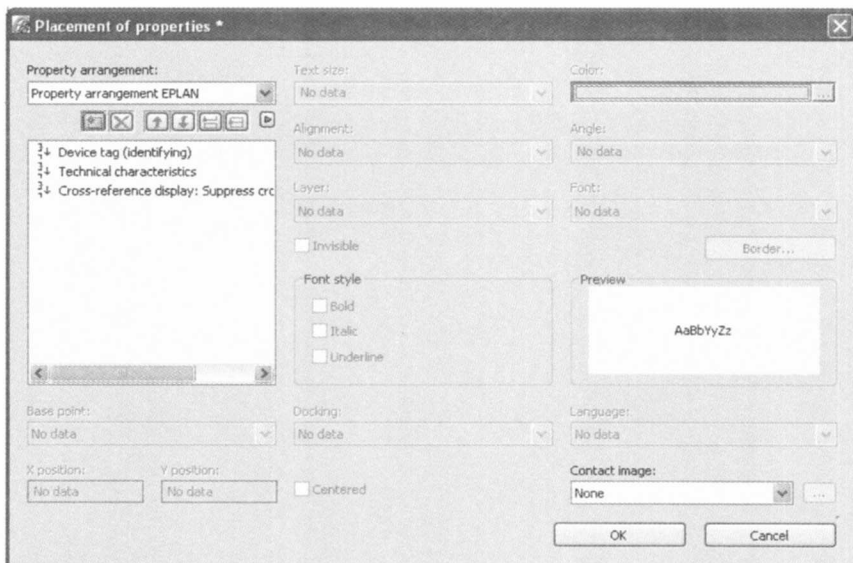 Placement of properties *
Property arrangement:
Property arrangement EPLAN
Device tag (identifying)
Technical characteristics
Cross-reference display: Suppress crc
Text size:
No data
Color:
...
Alignment:
No data
Angle:
No data
Layer:
No data
Font:
No data
Invisible
Border...
Font style
Bold
Italic
Underline
Preview
AaBbYyZz
Base point:
No data
Docking:
No data
Language:
No data
X position:
No data
Y position:
No data
Centered
Contact image:
None
...
OK
Cancel